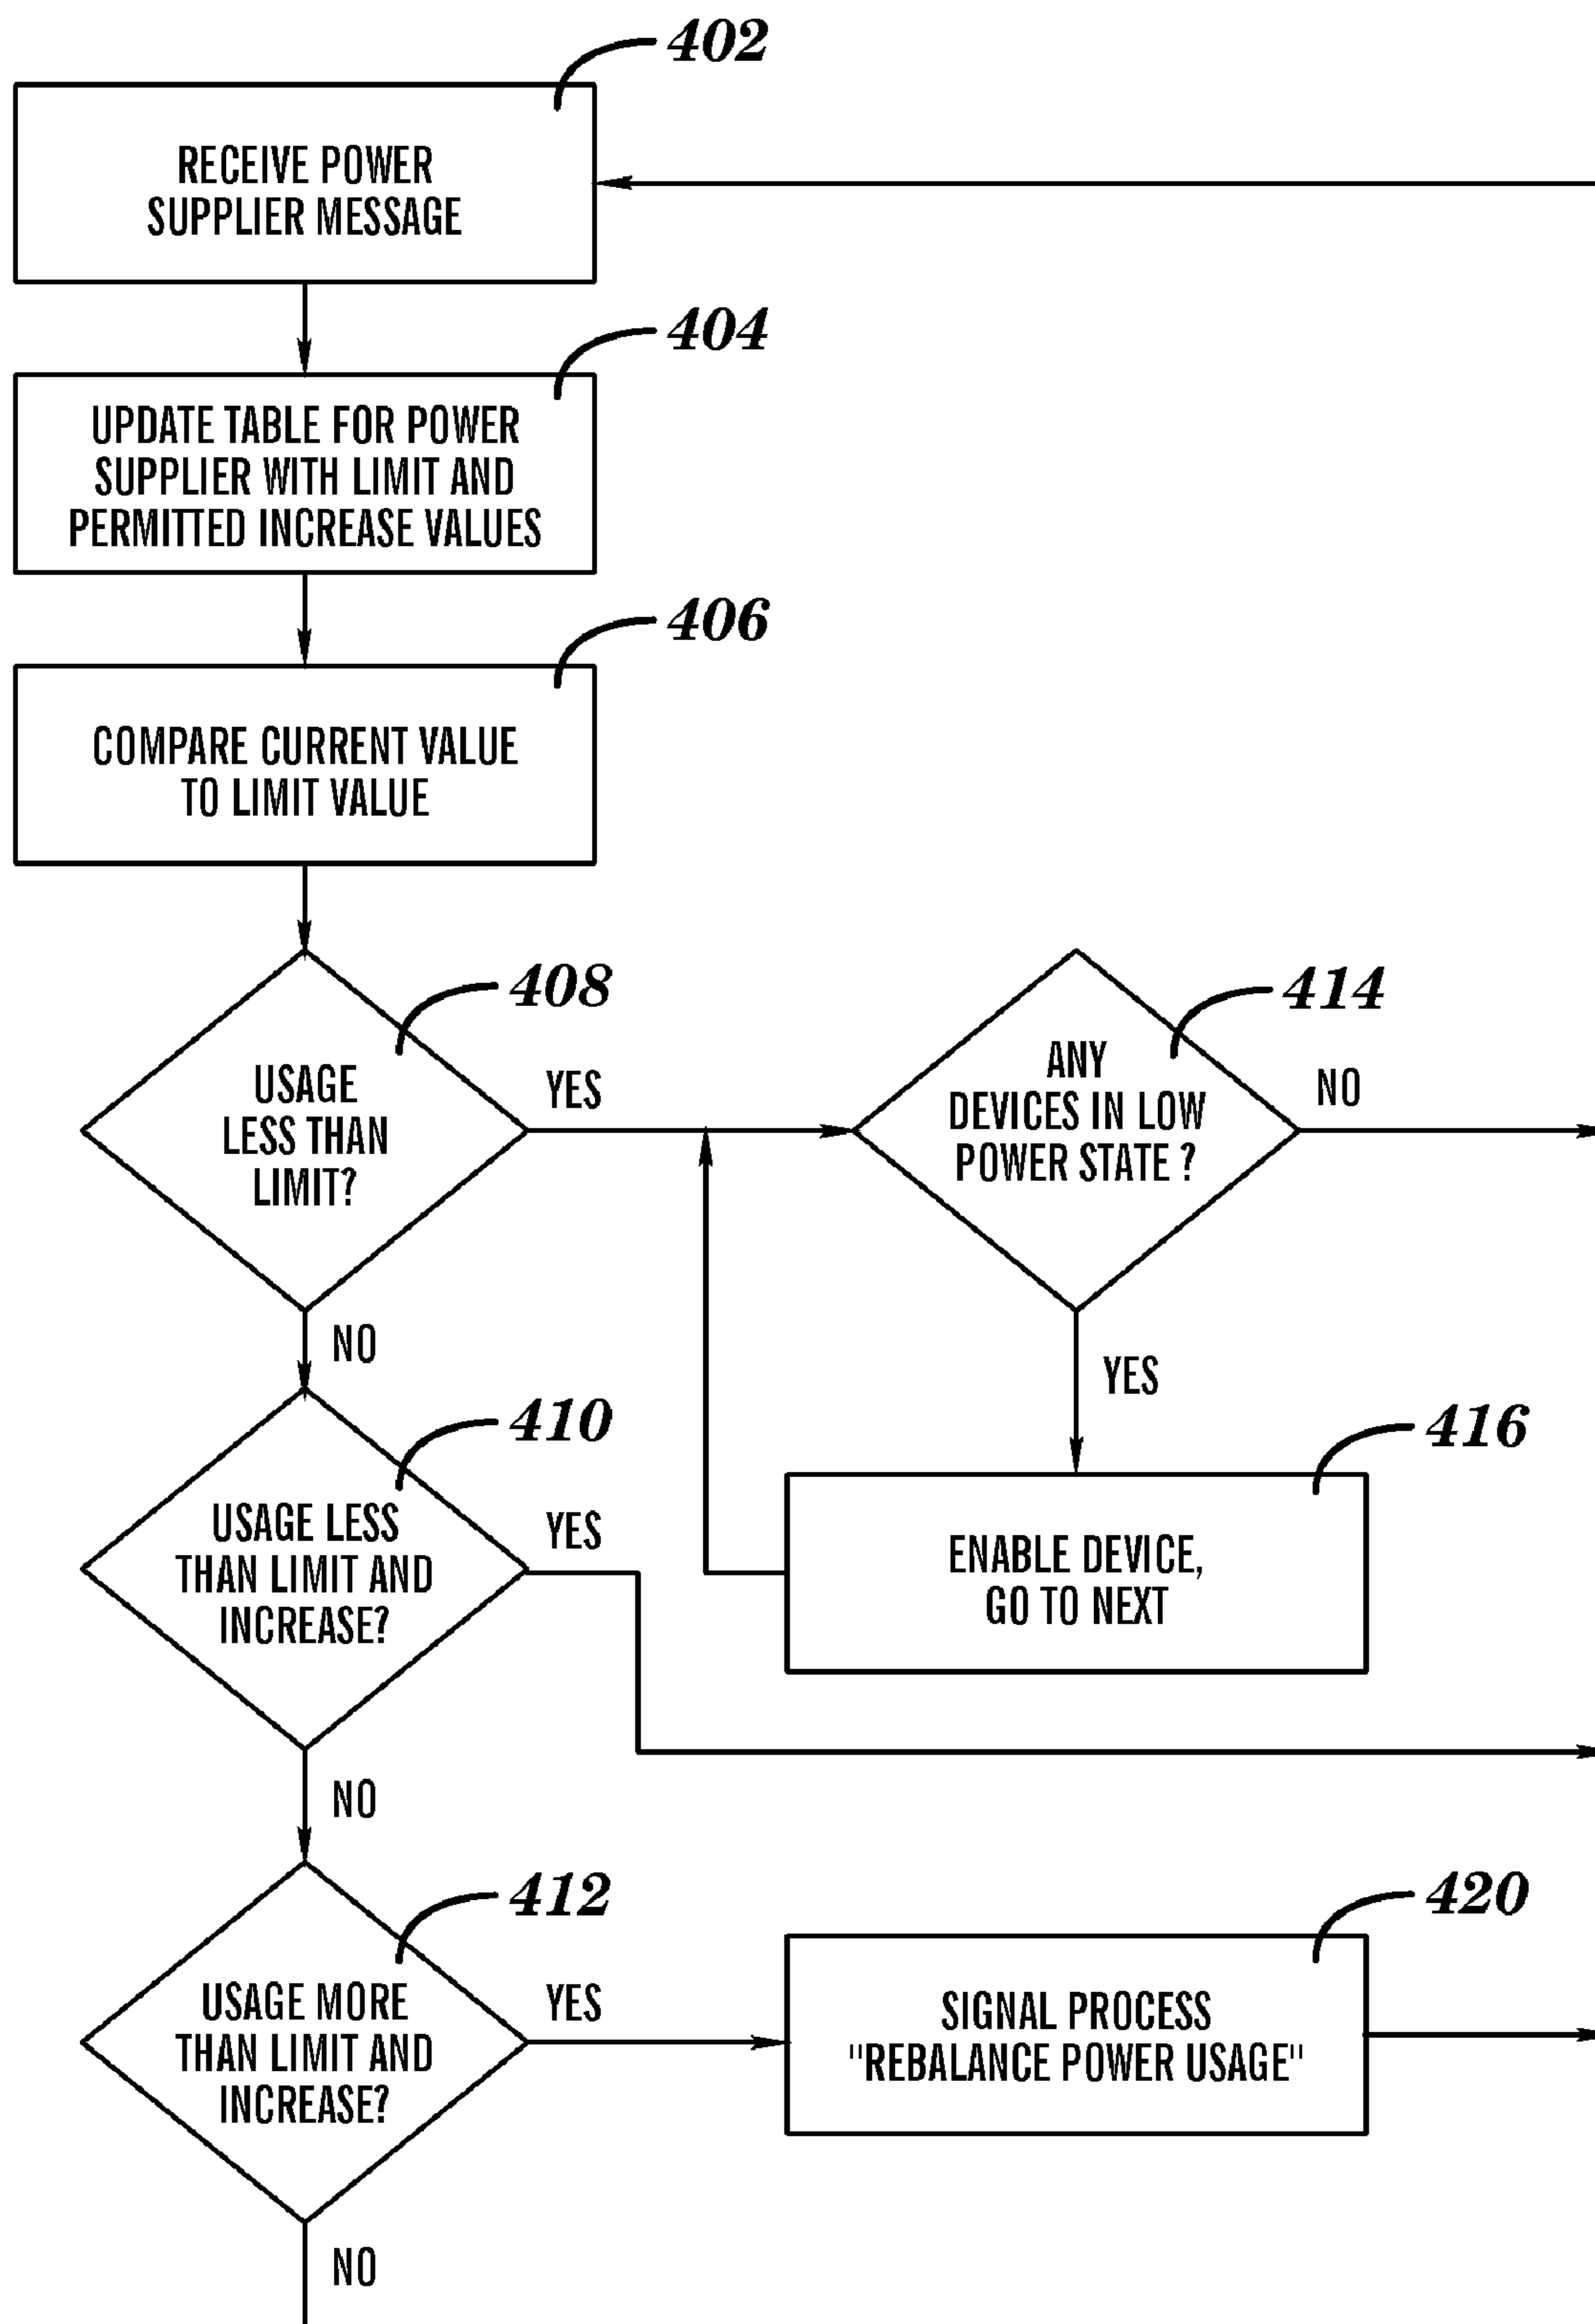 402
RECEIVE POWER
SUPPLIER MESSAGE
404
UPDATE TABLE FOR POWER
SUPPLIER WITH LIMIT AND
PERMITTED INCREASE VALUES
406
COMPARE CURRENT VALUE
TO LIMIT VALUE
408
USAGE
LESS THAN
LIMIT?
YES
NO
414
ANY
DEVICES IN LOW
POWER STATE ?
NO
YES
416
ENABLE DEVICE,
GO TO NEXT
410
USAGE LESS
THAN LIMIT AND
INCREASE?
YES
NO
412
USAGE MORE
THAN LIMIT AND
INCREASE?
YES
NO
420
SIGNAL PROCESS
"REBALANCE POWER USAGE"